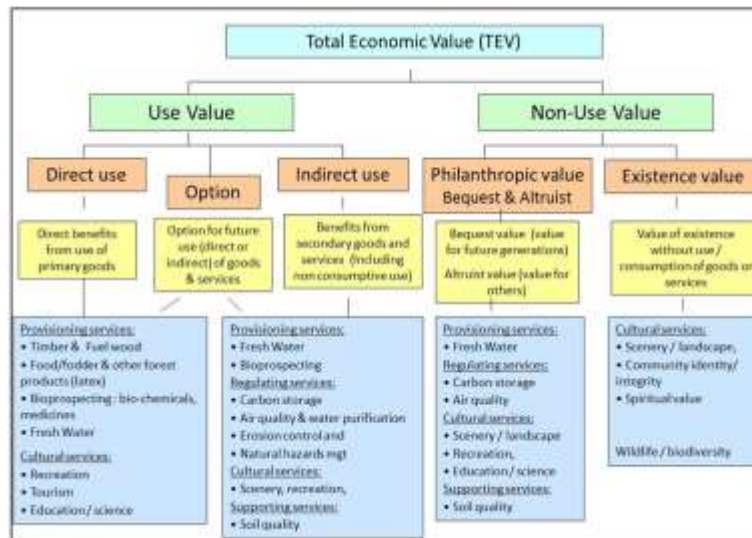 Total Economic Value (TEV)
Use Value
Non-Use Value
Direct use
Option
Indirect use
Philanthropic value
Bequest & Altruist
Existence value
Direct benefits
from use of
primary goods
Option for future
use (direct or
indirect) of goods
& services
Benefits from
secondary goods and
services (Including
non consumptive use)
Bequest value (value
for future generations)
Altruist value (value for
others)
Value of existence
without use /
consumption of goods or
services
Provisioning services:
• Timber & Fuel wood
• Food/fodder & other forest
products (latex)
• Bioprospecting: bio-chemicals,
medicines
• Fresh Water
Cultural services:
• Recreation
• Tourism
• Education / science
Provisioning services:
• Fresh Water
• Bioprospecting
Regulating services:
• Carbon storage
• Air quality & water purification
• Erosion control and
• Natural hazards mgt
Cultural services:
• Scenery, recreation,
Supporting services:
• Soil quality
Provisioning services:
• Fresh Water
Regulating services:
• Carbon storage
• Air quality
Cultural services:
• Scenery / landscape
• Recreation,
• Education / science
Supporting services:
• Soil quality
Cultural services:
• Scenery / landscape,
• Community identity/
integrity
• Spiritual value
Wildlife / biodiversity